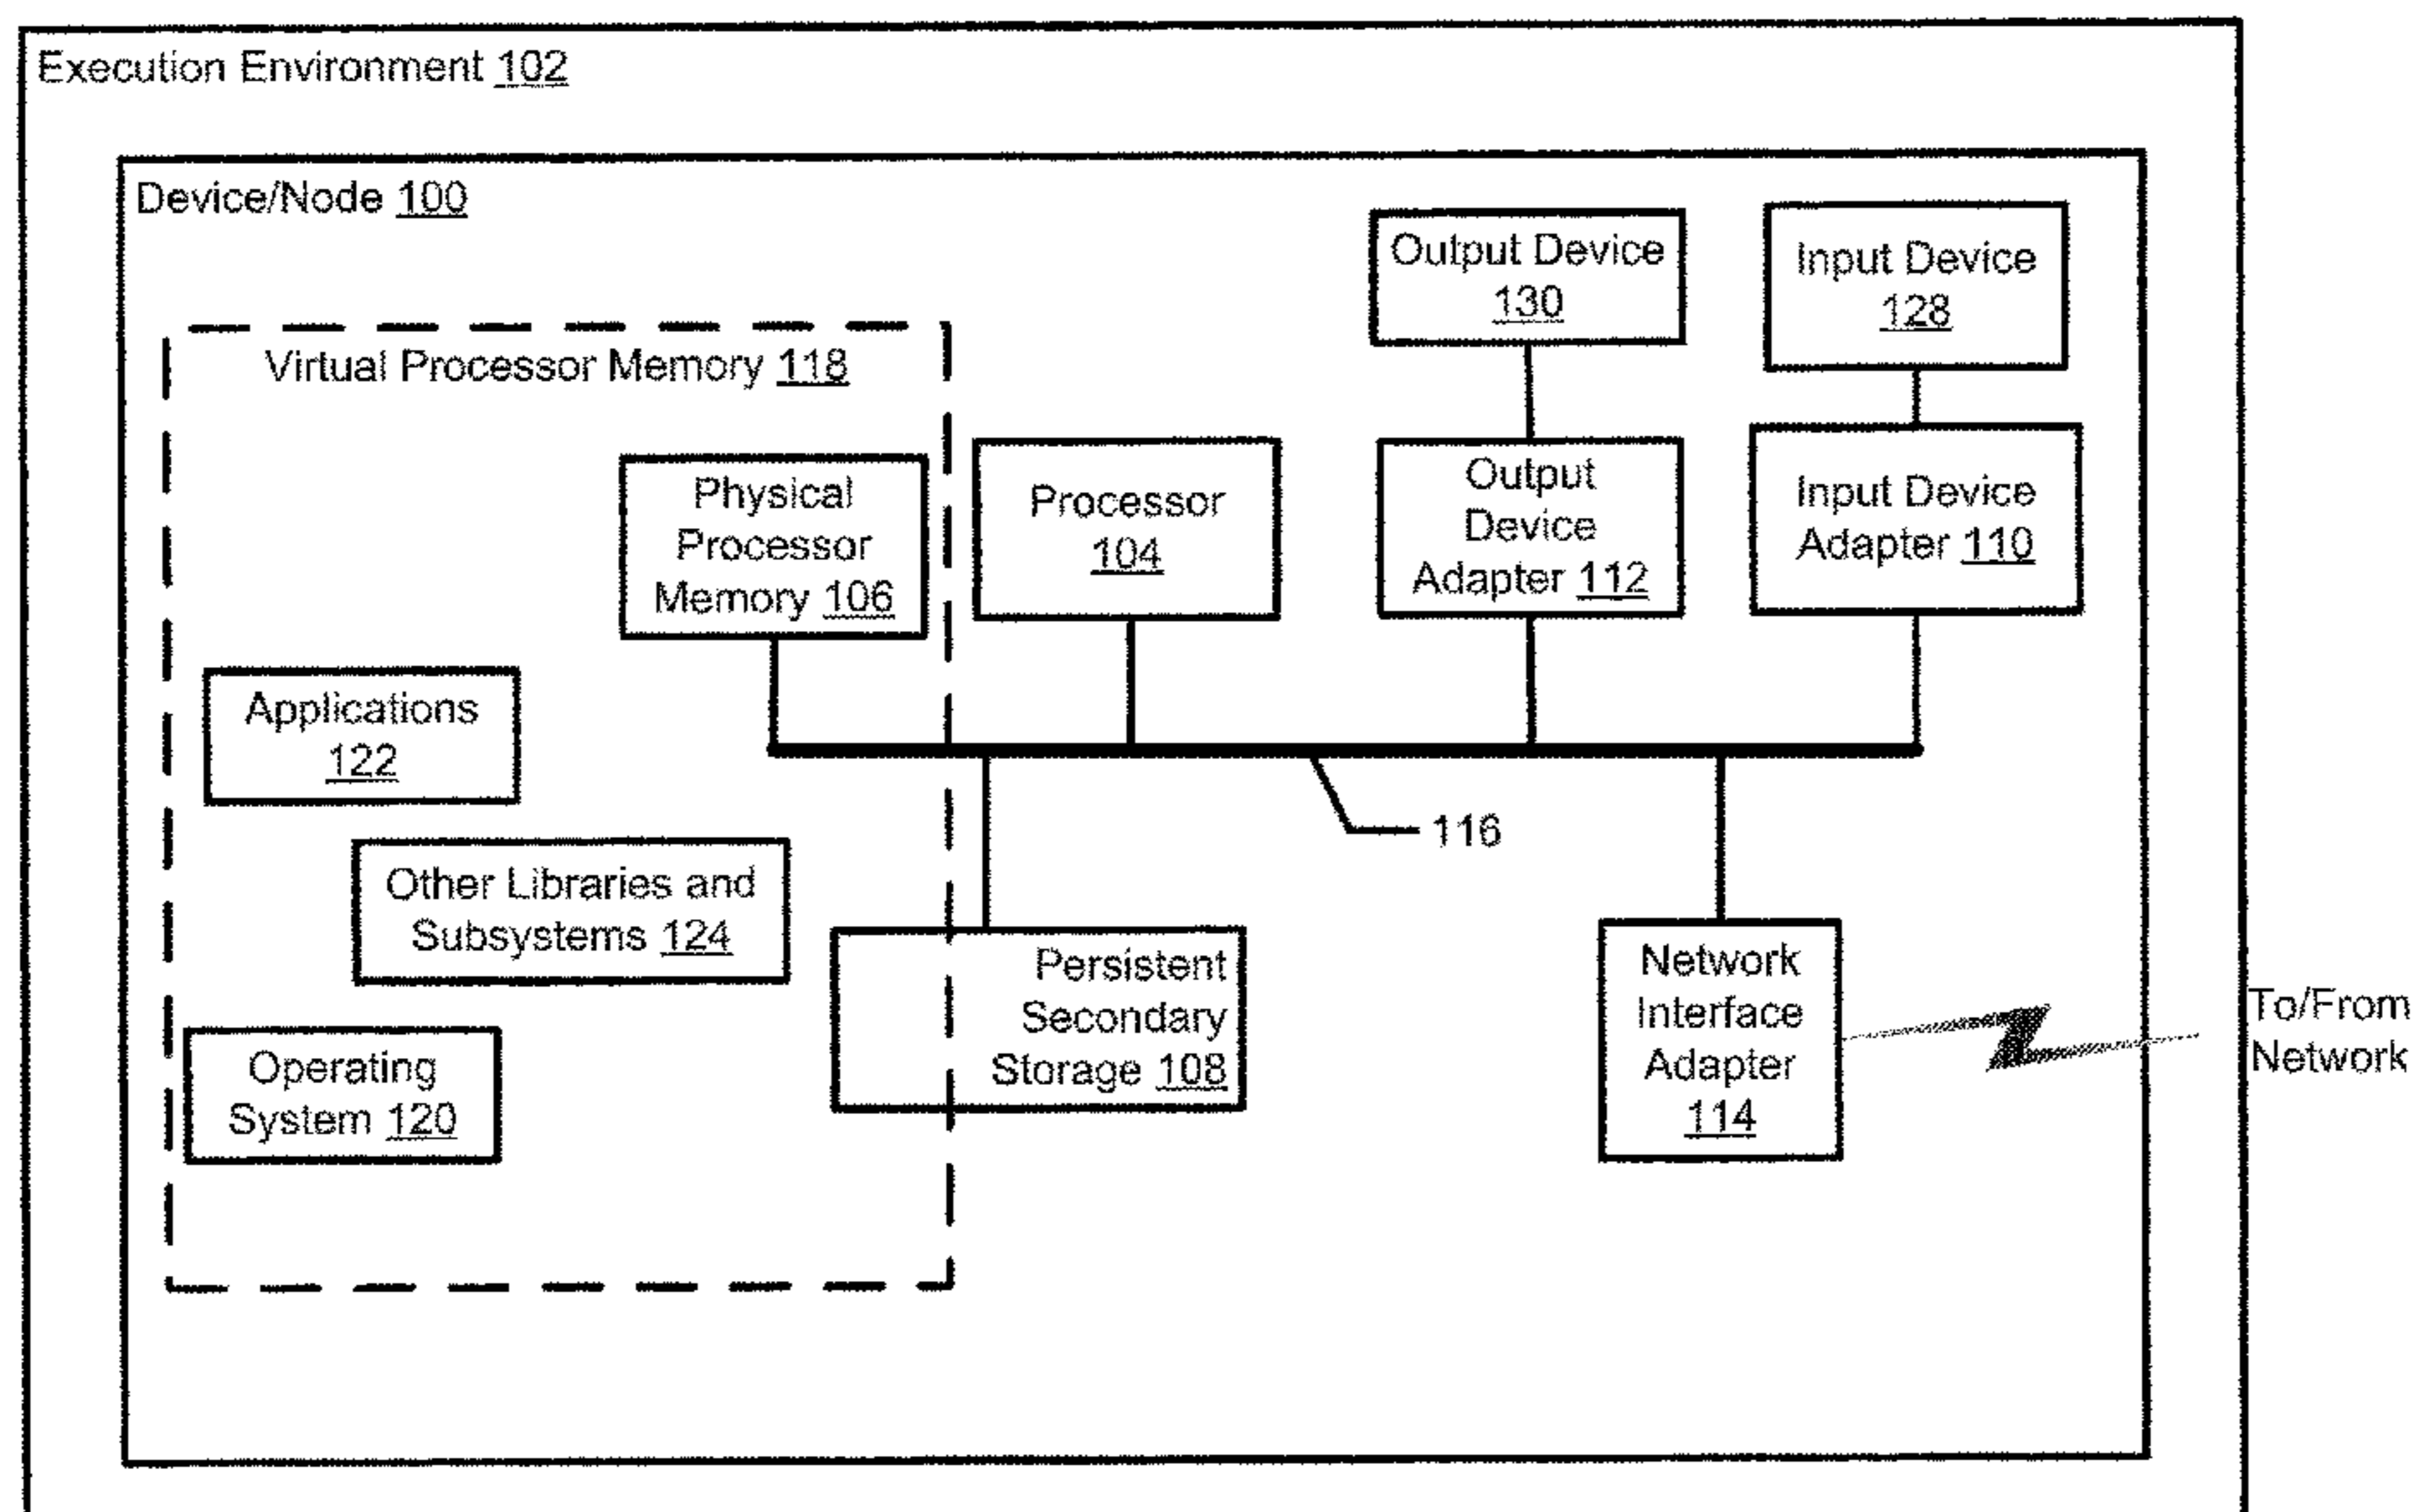 Execution Environment 102
Device/Node 100
Output Device
130
Input Device
128
Virtual Processor Memory 118
Physical
Processor
Memory 106
Processor
104
Output
Device
Adapter 112
Input Device
Adapter 110
Applications
122
116
Other Libraries and
Subsystems 124
Persistent
Secondary
Storage 108
Network
Interface
Adapter
114
To/From
Network
Operating
System 120